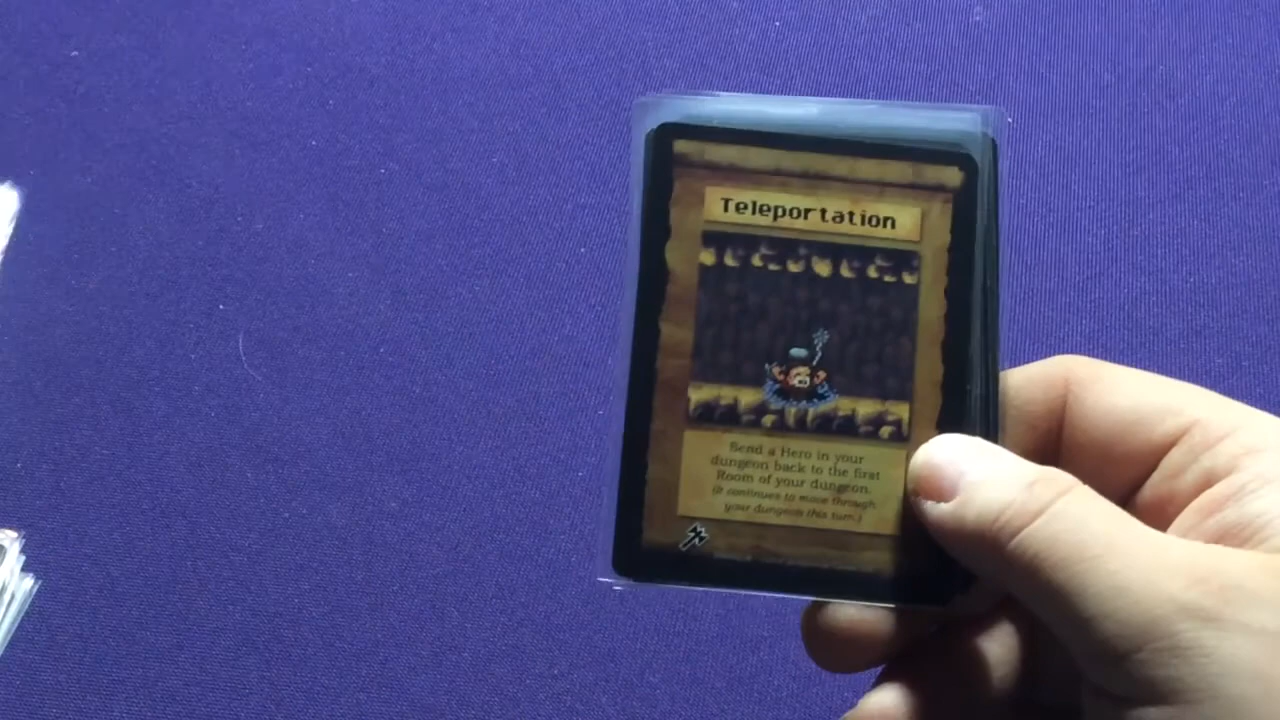 Teleportation
Send a Hero in your
dungeon back to the first
Room of your dungeon.
(It continues to move through
your dungeon this turn.)